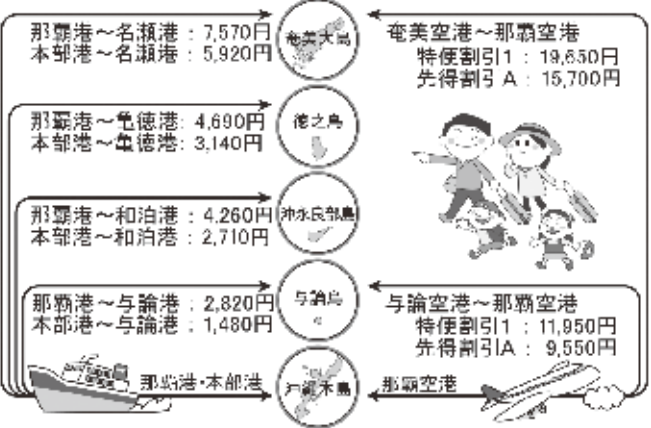 那覇港～名瀬港：7,570円
本部港～名瀬港：5,920円
奄美大島
奄美空港～那覇空港
特便割引1：19,650円
先得割引A：15,700円
那覇港～亀徳港：4,690円
本部港～亀徳港：3,140円
徳之島
那覇港～和泊港：4,260円
本部港～和泊港：2,710円
沖永良部島
那覇港～与論港：2,820円
本部港～与論港：1,480円
与論島
与論空港～那覇空港
特便割引1：11,950円
先得割引A：9,550円
那覇港・本部港
沖縄本島
那覇空港